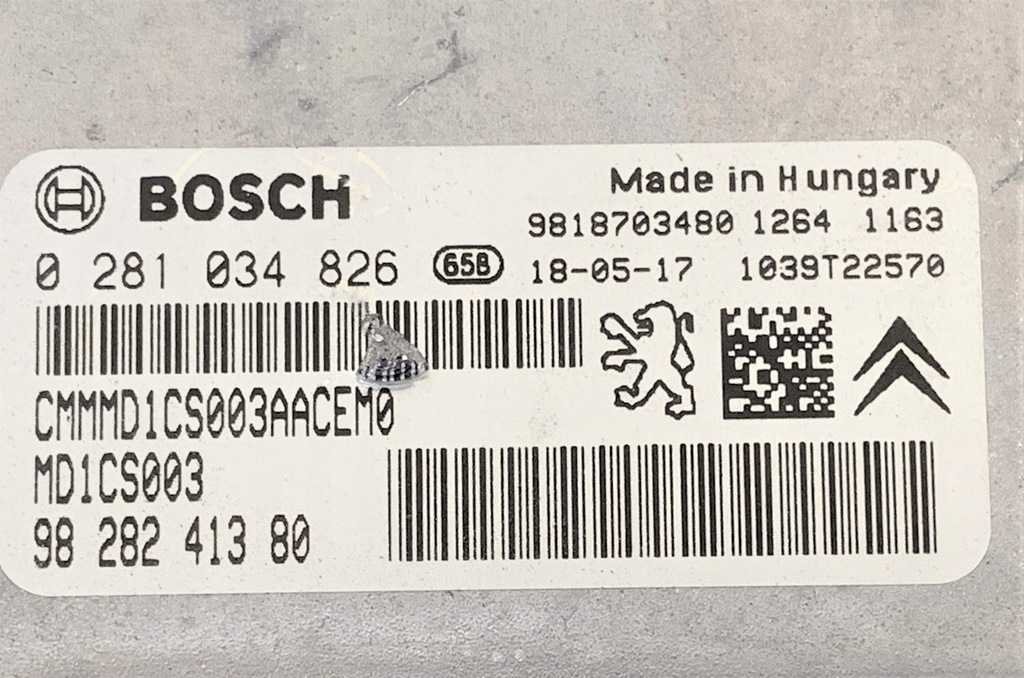 BOSCH
Made in Hungary
9818703480 1264 1163
0 281 034 826 658 18-05-17 1039T22570
CMMMD1CS003AACEM0
MD1CS003
98 282 413 80